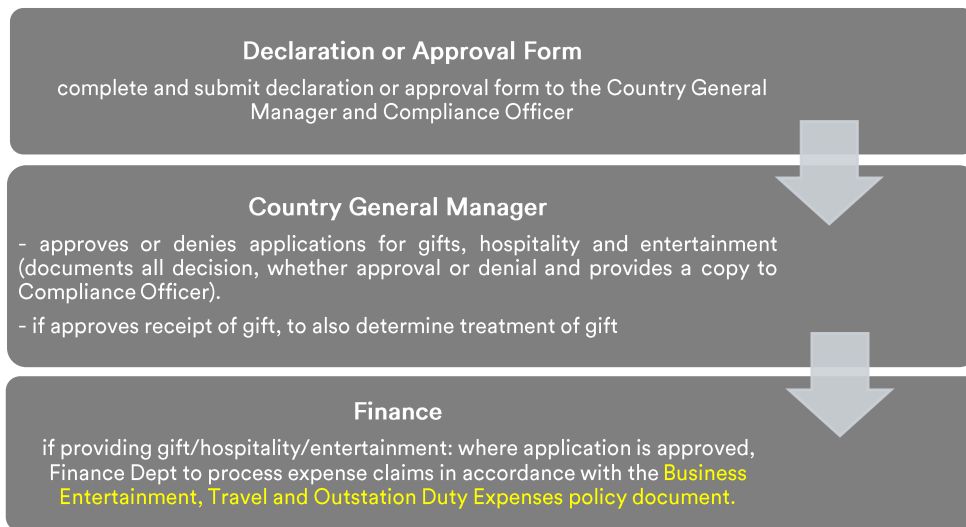 Declaration or Approval Form
complete and submit declaration or approval form to the Country General
Manager and Compliance Officer
Country General Manager
- approves or denies applications for gifts, hospitality and entertainment
(documents all decision, whether approval or denial and provides a copy to
Compliance Officer).
- if approves receipt of gift, to also determine treatment of gift
Finance
if providing gift/hospitality/entertainment: where application is approved,
Finance Dept to process expense claims in accordance with the Business
Entertainment, Travel and Outstation Duty Expenses policy document.